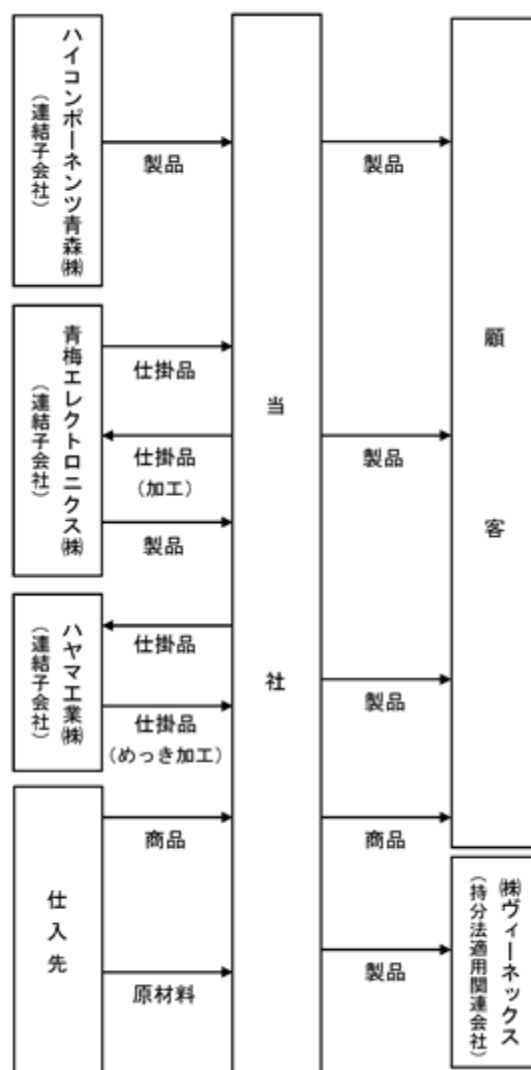 ハイコンポーネンツ青森㈱
（連結子会社）
製品
製品
青梅エレクトロニクス㈱
（連結子会社）
仕掛品
仕掛品
（加工）
製品
製品
ハヤマ工業㈱
（連結子会社）
仕掛品
仕掛品
（めっき加工）
製品
仕入先
商品
原材料
商品
製品
当社
顧客
㈱ヴィーネックス
（持分法適用関連会社）